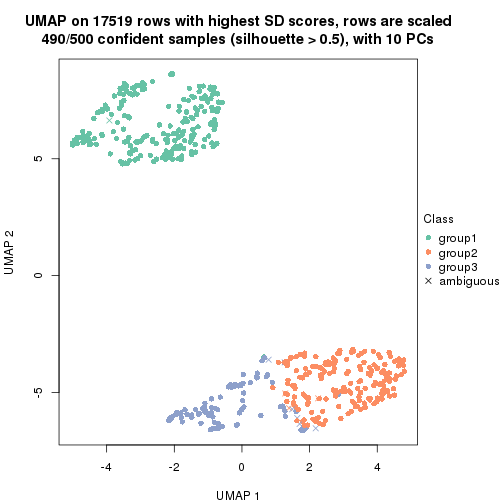 UMAP on 17519 rows with highest SD scores, rows are scaled
490/500 confident samples (silhouette > 0.5), with 10 PCs
5
0
-5
UMAP 2
-4
-2
0
2
4
UMAP 1
Class
group1
group2
group3
ambiguous